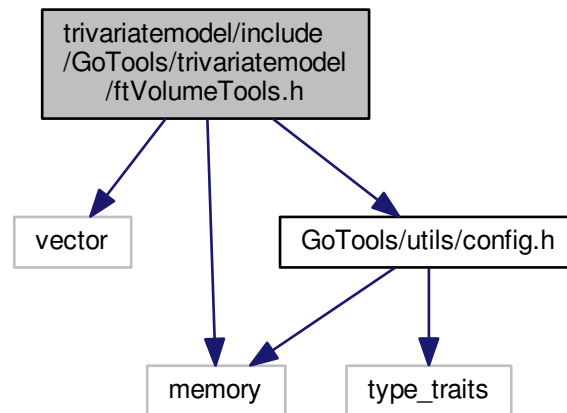 trivariatemodel/include
/GoTools/trivariatemodel
/ftVolumeTools.h
vector
GoTools/utils/config.h
memory
type_traits